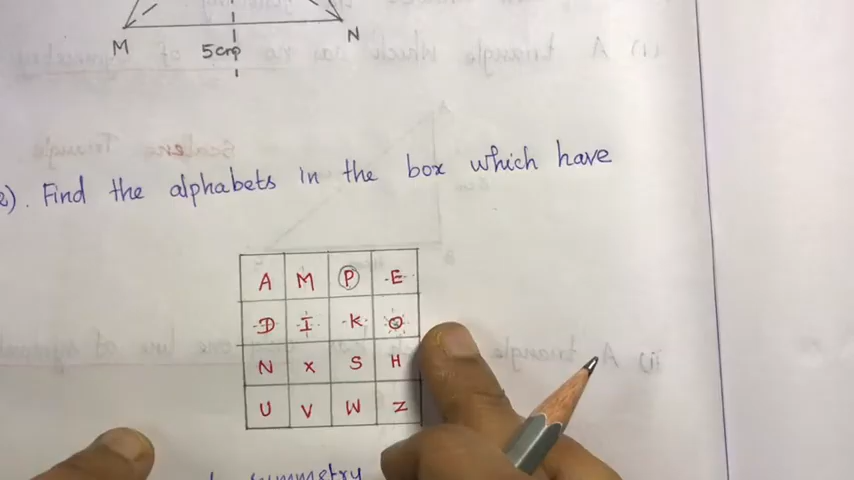 M
N
5cm
2). Find the alphabets in the box which have
A M P E
D I K O
N X S H
U V W Z
symmetry